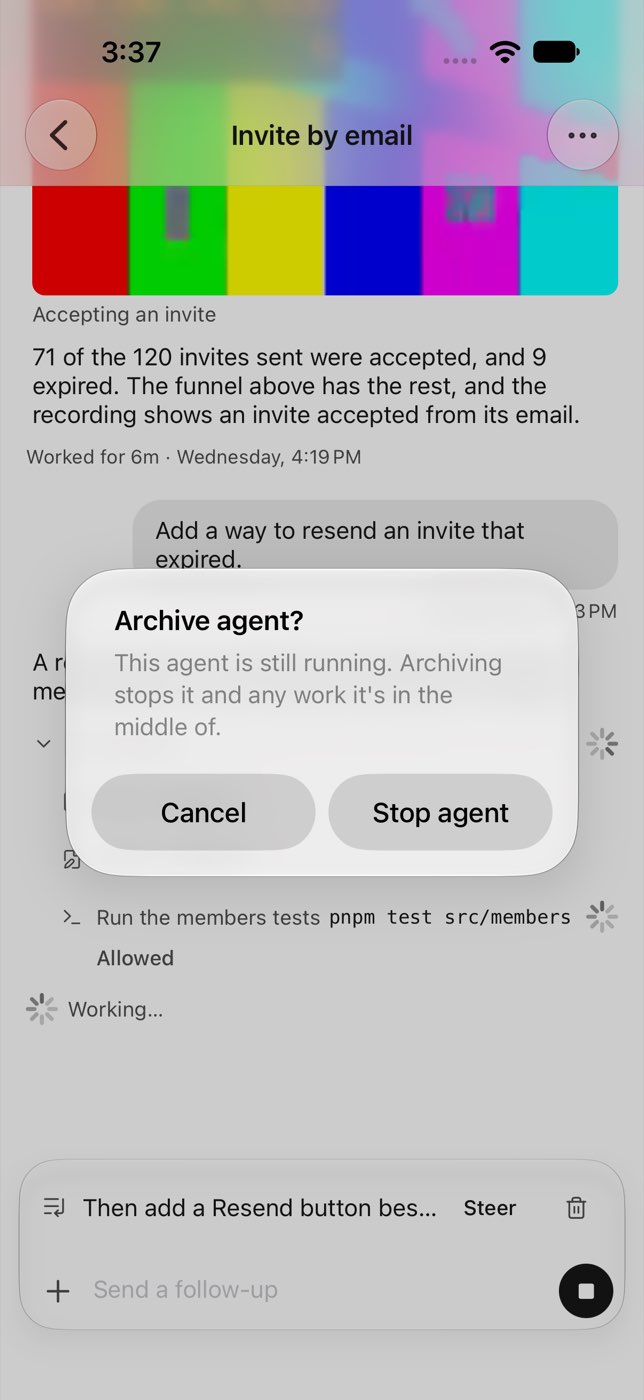 3:37
Invite by email
Accepting an invite
71 of the 120 invites sent were accepted, and 9
expired. The funnel above has the rest, and the
recording shows an invite accepted from its email.
Worked for 6m · Wednesday, 4:19 PM
Add a way to resend an invite that
expired.
3 PM
A
me
Archive agent?
This agent is still running. Archiving
stops it and any work it's in the
middle of.
Cancel
Stop agent
Run the members tests pnpm test src/members
Allowed
Working...
Then add a Resend button bes... Steer
Send a follow-up